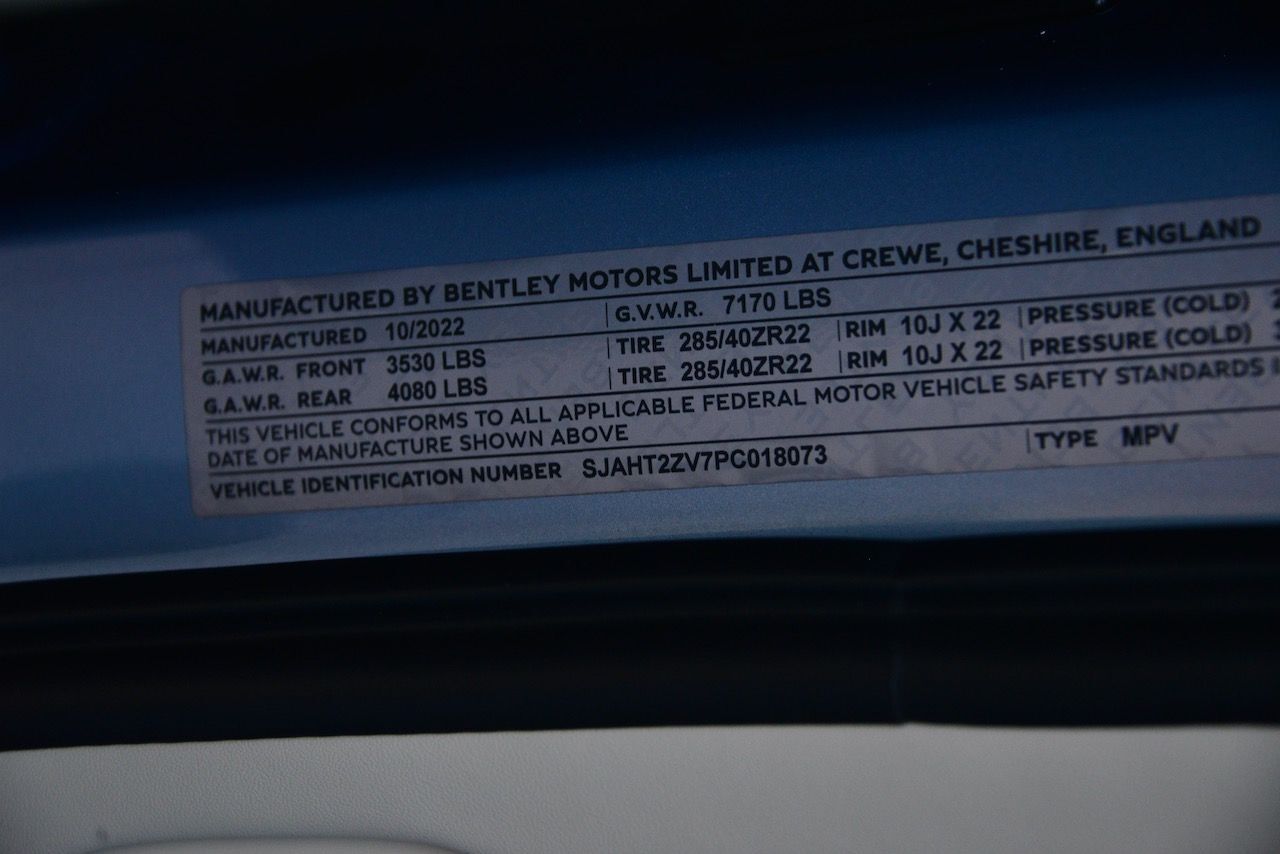 MANUFACTURED BY BENTLEY MOTORS LIMITED AT CREWE, CHESHIRE, ENGLAND
MANUFACTURED 10/2022 G.V.W.R. 7170 LBS
G.A.W.R. FRONT 3530 LBS TIRE 285/40ZR22 RIM 10J X 22 PRESSURE (COLD)
G.A.W.R. REAR 4080 LBS TIRE 285/40ZR22 RIM 10J X 22 PRESSURE (COLD)
THIS VEHICLE CONFORMS TO ALL APPLICABLE FEDERAL MOTOR VEHICLE SAFETY STANDARDS
DATE OF MANUFACTURE SHOWN ABOVE
VEHICLE IDENTIFICATION NUMBER SJAHT2ZV7PC018073 TYPE MPV